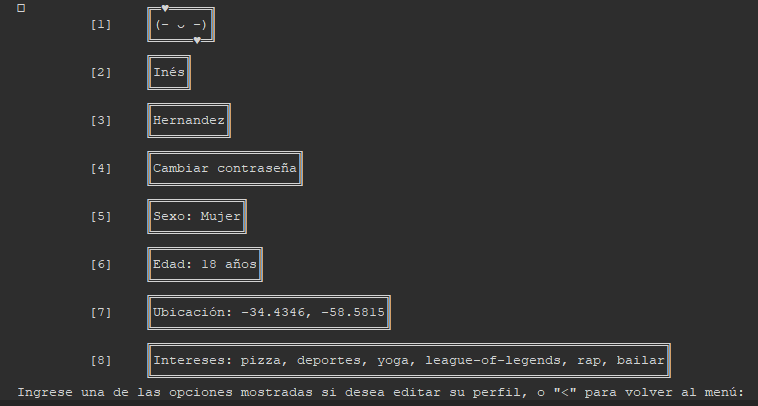 [1] (- ᴗ -)
[2] Inés
[3] Hernandez
[4] Cambiar contraseña
[5] Sexo: Mujer
[6] Edad: 18 años
[7] Ubicación: -34.4346, -58.5815
[8] Intereses: pizza, deportes, yoga, league-of-legends, rap, bailar
Ingrese una de las opciones mostradas si desea editar su perfil, o "<" para volver al menú: